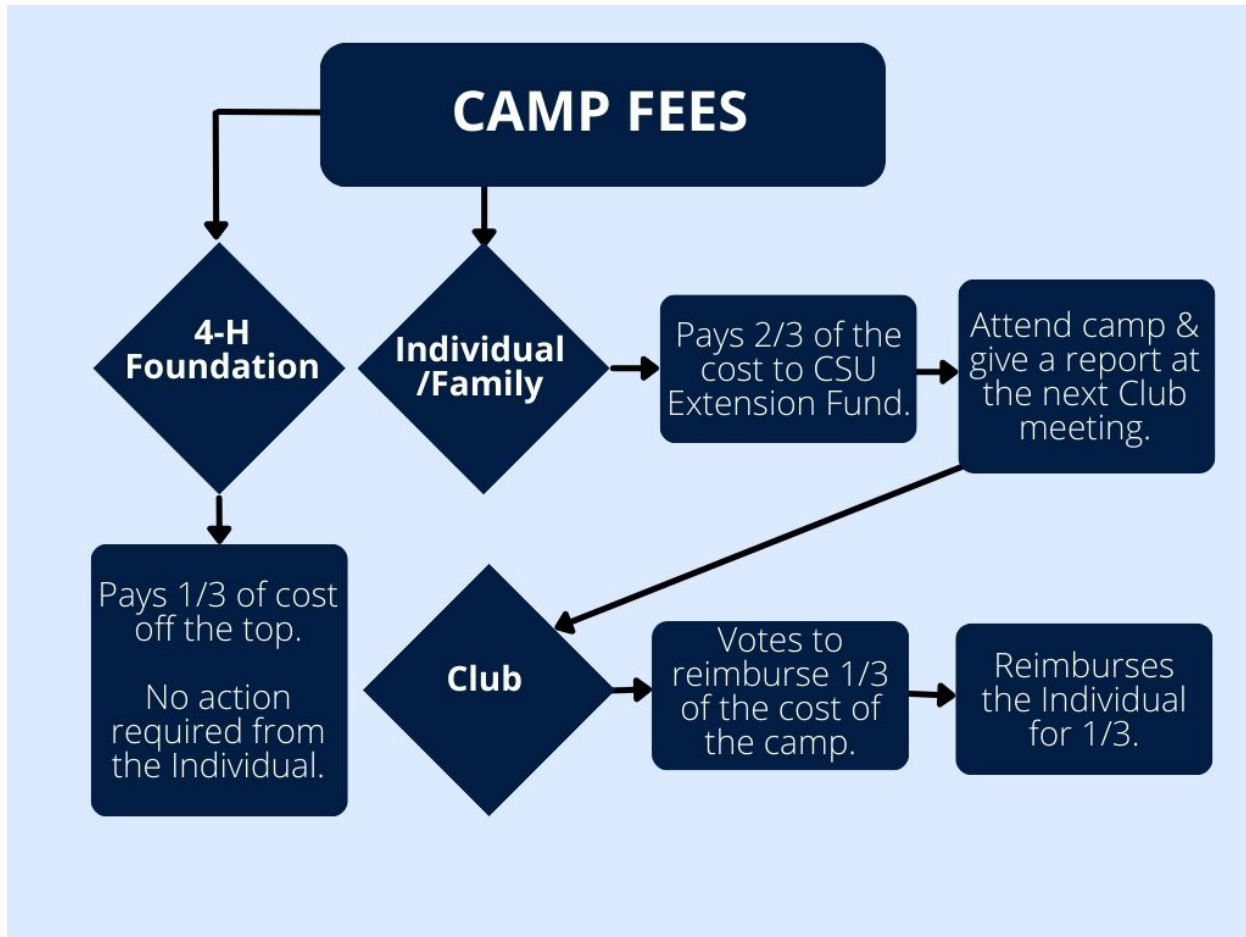 CAMP FEES
4-H
Foundation
Individual
/Family
Pays 2/3 of the
cost to CSU
Extension Fund.
Attend camp &
give a report at
the next Club
meeting.
Pays 1/3 of cost
off the top.
No action
required from
the Individual.
Club
Votes to
reimburse 1/3
of the cost of
the camp.
Reimburses
the Individual
for 1/3.